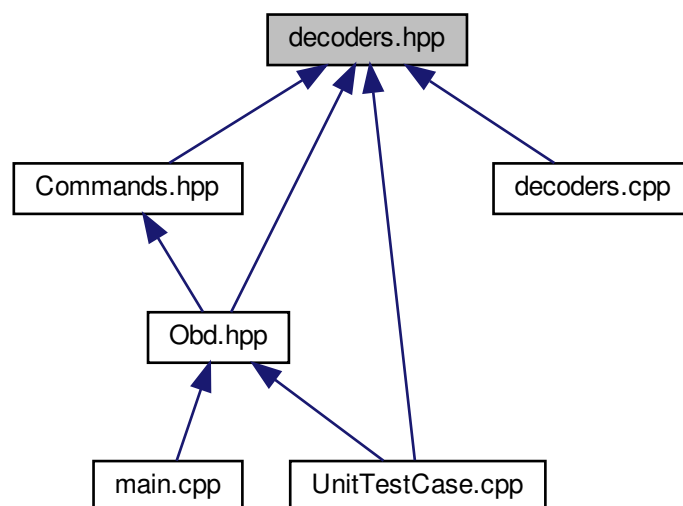 decoders.hpp
Commands.hpp
decoders.cpp
Obd.hpp
main.cpp
UnitTestCase.cpp